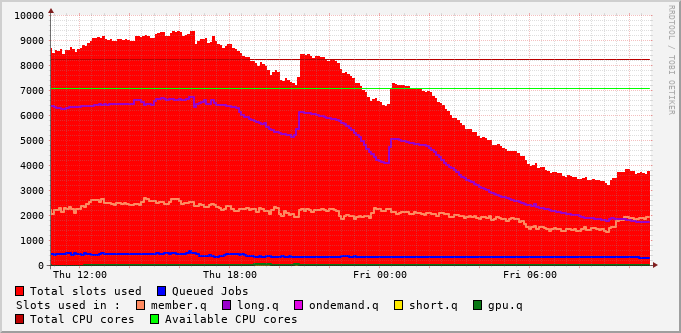 10000
9000
8000
7000
6000
5000
4000
3000
2000
1000
0
Thu 12:00 Thu 18:00 Fri 00:00 Fri 06:00
RRDTOOL / TOBI OETIKER
Total slots used Queued Jobs
Slots used in : member.q long.q ondemand.q short.q gpu.q
Total CPU cores Available CPU cores